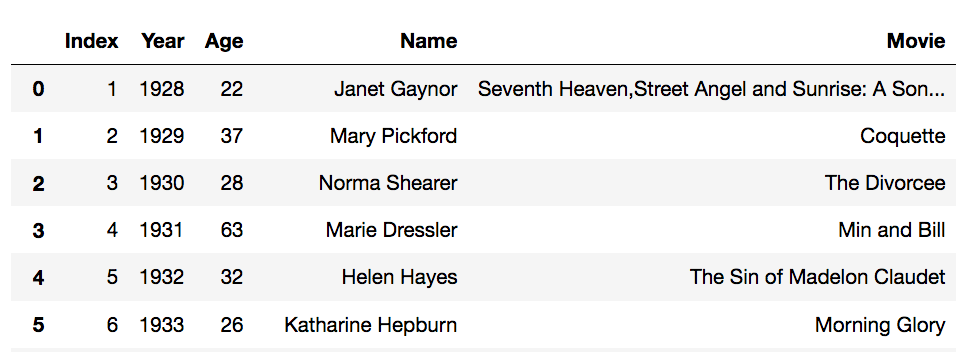 Index Year Age Name Movie
0 1 1928 22 Janet Gaynor Seventh Heaven,Street Angel and Sunrise: A Son...
1 2 1929 37 Mary Pickford Coquette
2 3 1930 28 Norma Shearer The Divorcee
3 4 1931 63 Marie Dressler Min and Bill
4 5 1932 32 Helen Hayes The Sin of Madelon Claudet
5 6 1933 26 Katharine Hepburn Morning Glory